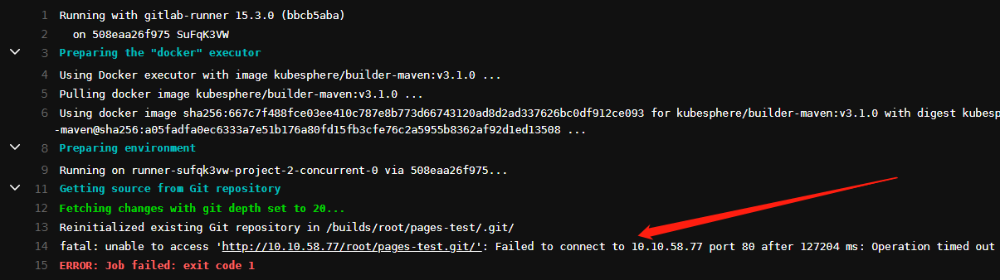 1 Running with gitlab-runner 15.3.0 (bbcb5aba)
2 on 508eaa26f975 SuFqK3VW
3 Preparing the "docker" executor
4 Using Docker executor with image kubesphere/builder-maven:v3.1.0 ...
5 Pulling docker image kubesphere/builder-maven:v3.1.0 ...
6 Using docker image sha256:667c7f488fce03ee410c787e8b773d66743120ad8d2ad337626bc0df912ce093 for kubesphere/builder-maven:v3.1.0 with digest kubesp
-maven@sha256:a05fadfa0ec6333a7e51b176a80fd15fb3cfe76c2a5955b8362af92d1ed13508 ...
8 Preparing environment
9 Running on runner-sufqk3vw-project-2-concurrent-0 via 508eaa26f975...
11 Getting source from Git repository
12 Fetching changes with git depth set to 20...
13 Reinitialized existing Git repository in /builds/root/pages-test/.git/
14 fatal: unable to access 'http://10.10.58.77/root/pages-test.git/': Failed to connect to 10.10.58.77 port 80 after 127204 ms: Operation timed out
15 ERROR: Job failed: exit code 1